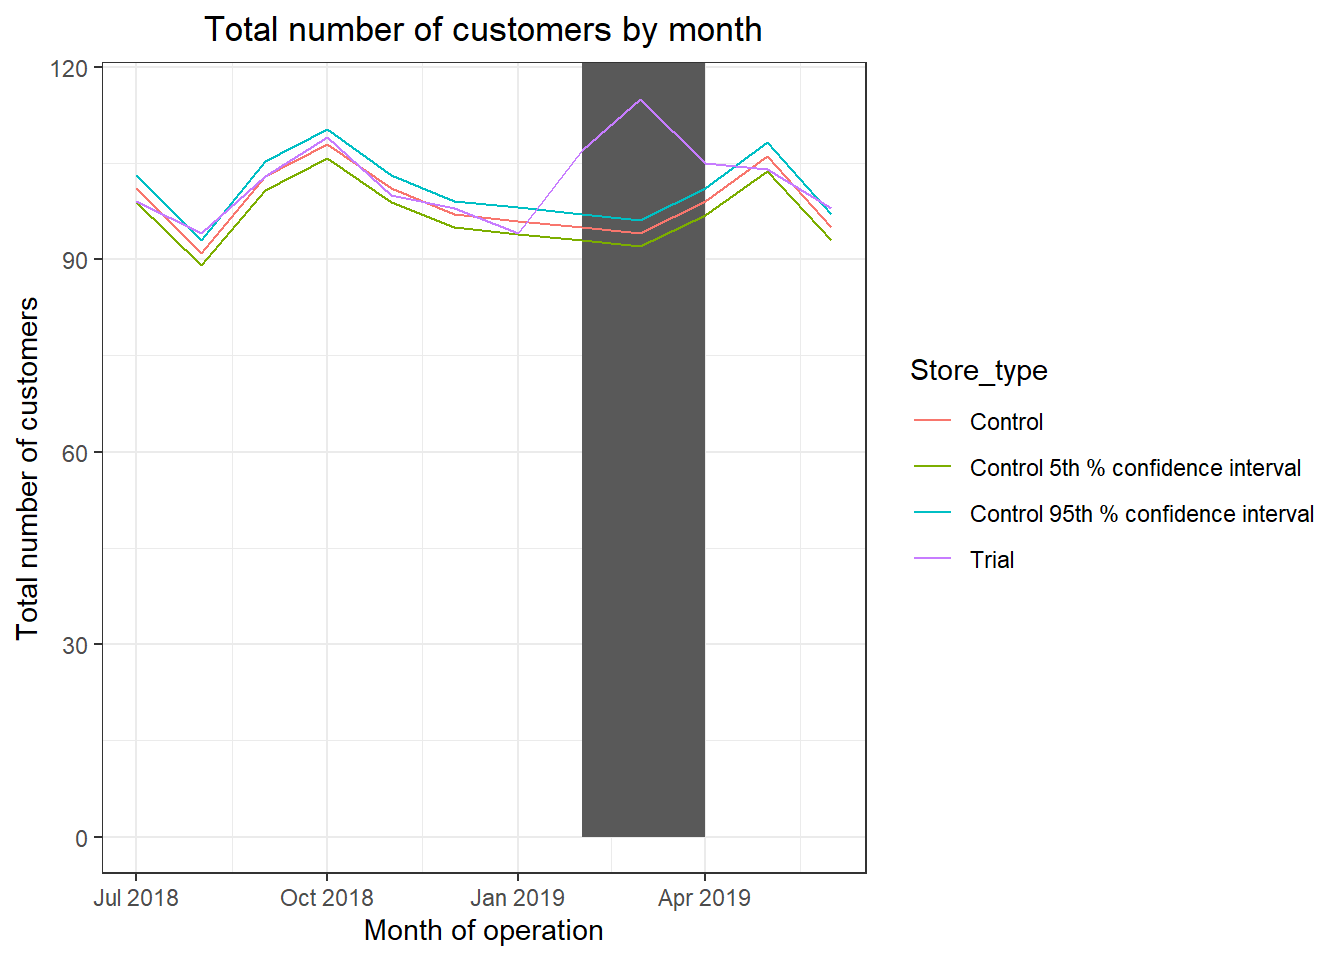 Total number of customers by month
Total number of customers
120
90
60
30
0
Jul 2018
Oct 2018
Jan 2019
Apr 2019
Month of operation
Store_type
Control
Control 5th % confidence interval
Control 95th % confidence interval
Trial